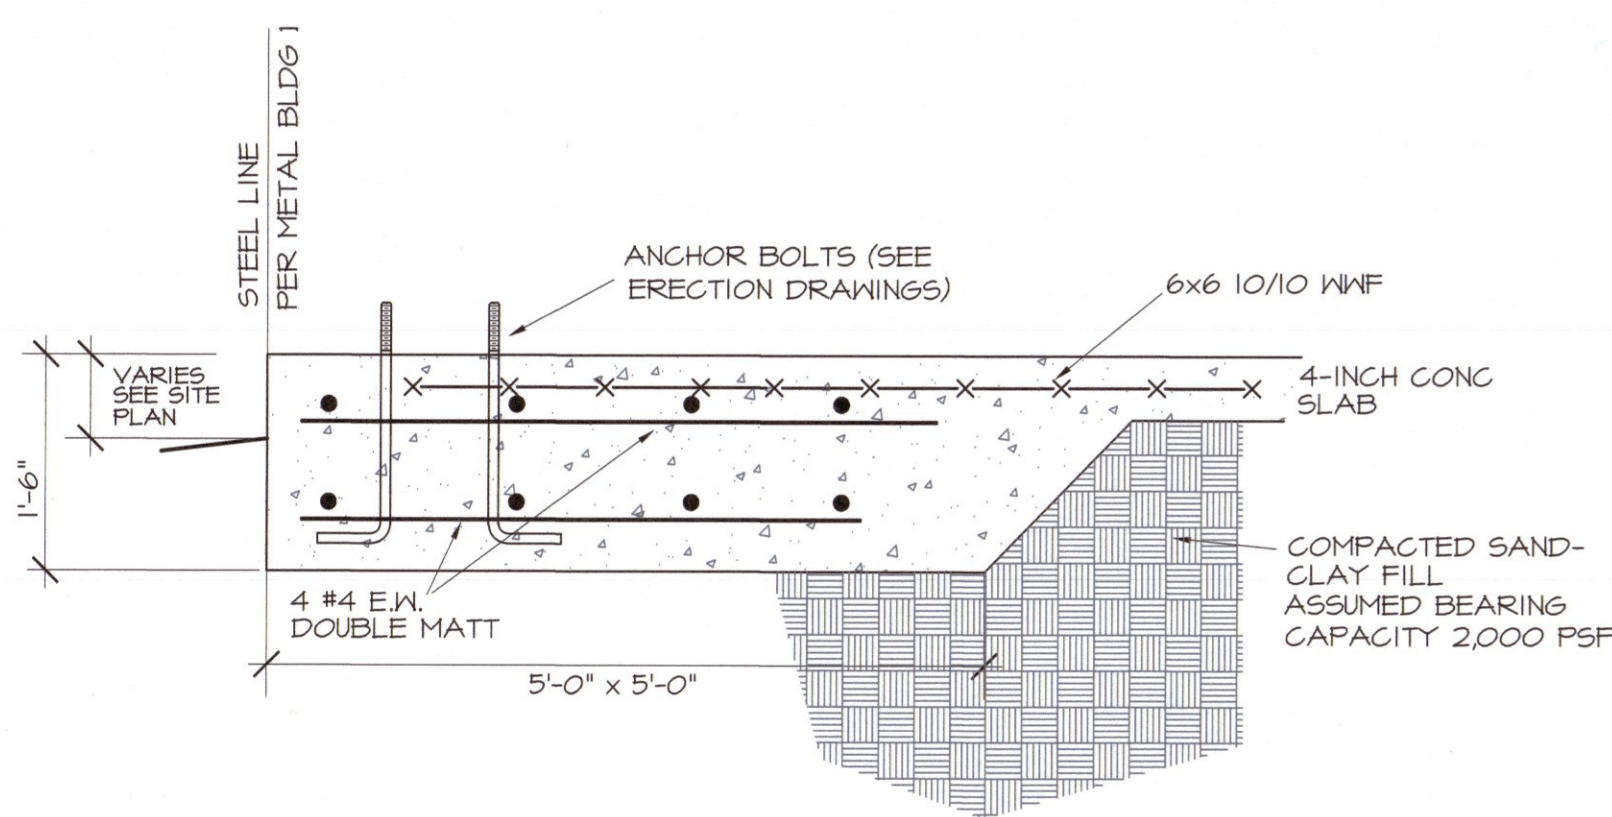 STEEL LINE
PER METAL BLDG 1
ANCHOR BOLTS (SEE
ERECTION DRAWINGS)
6x6 10/10 WWF
VARIES
SEE SITE
PLAN
4-INCH CONC
SLAB
1'-6"
4 #4 E.W.
DOUBLE MATT
COMPACTED SAND-
CLAY FILL
ASSUMED BEARING
CAPACITY 2,000 PSF
5'-0" x 5'-0"